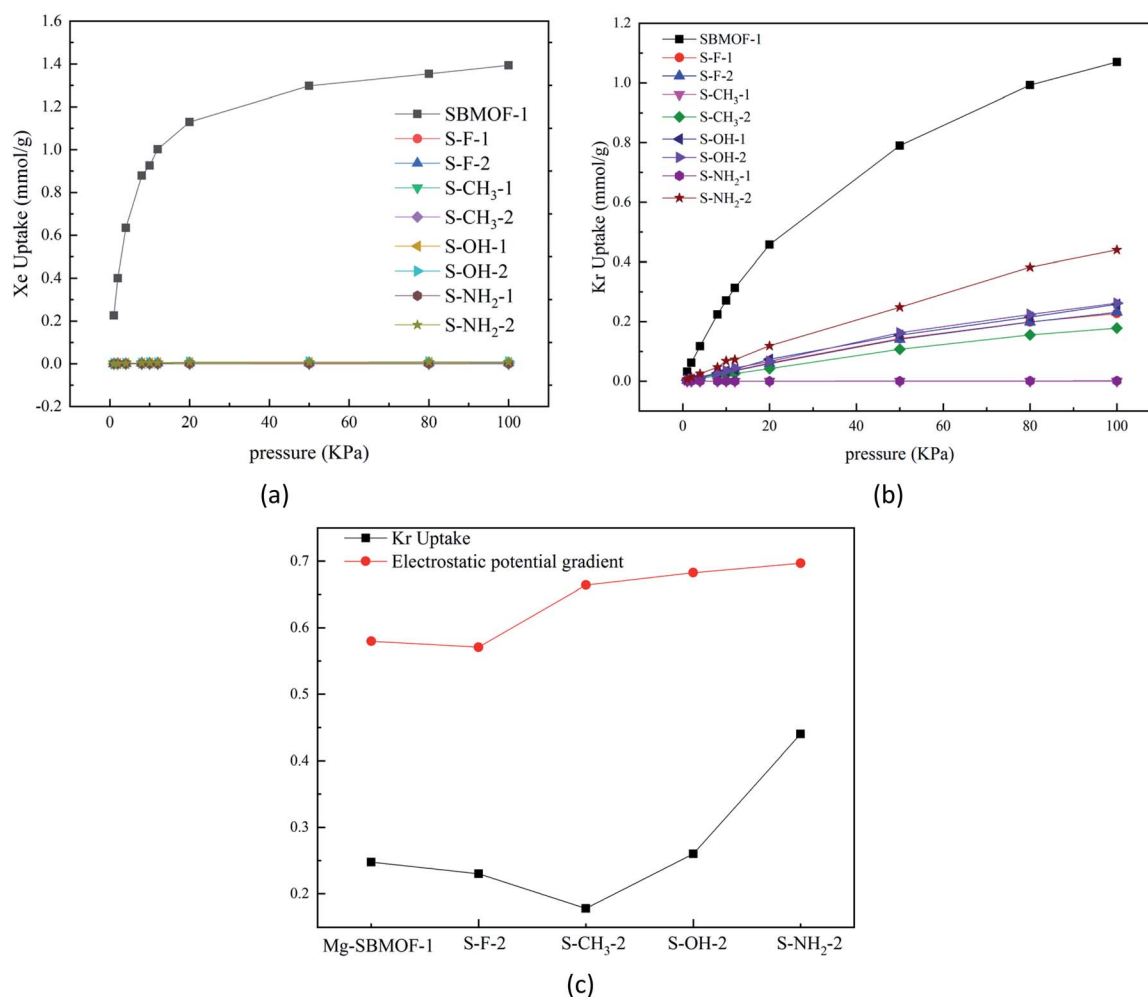 1.6
1.4
1.2
1.0
0.8
0.6
0.4
0.2
0.0
-0.2
Xe Uptake (mmol/g)
SBMOF-1
S-F-1
S-F-2
S-CH₃-1
S-CH₃-2
S-OH-1
S-OH-2
S-NH₂-1
S-NH₂-2
0 20 40 60 80 100
pressure (KPa)
(a)
1.2
1.0
0.8
0.6
0.4
0.2
0.0
Kr Uptake (mmol/g)
SBMOF-1
S-F-1
S-F-2
S-CH₃-1
S-CH₃-2
S-OH-1
S-OH-2
S-NH₂-1
S-NH₂-2
0 20 40 60 80 100
pressure (KPa)
(b)
Kr Uptake
Electrostatic potential gradient
0.7
0.6
0.5
0.4
0.3
0.2
Mg-SBMOF-1 S-F-2 S-CH₃-2 S-OH-2 S-NH₂-2
(c)